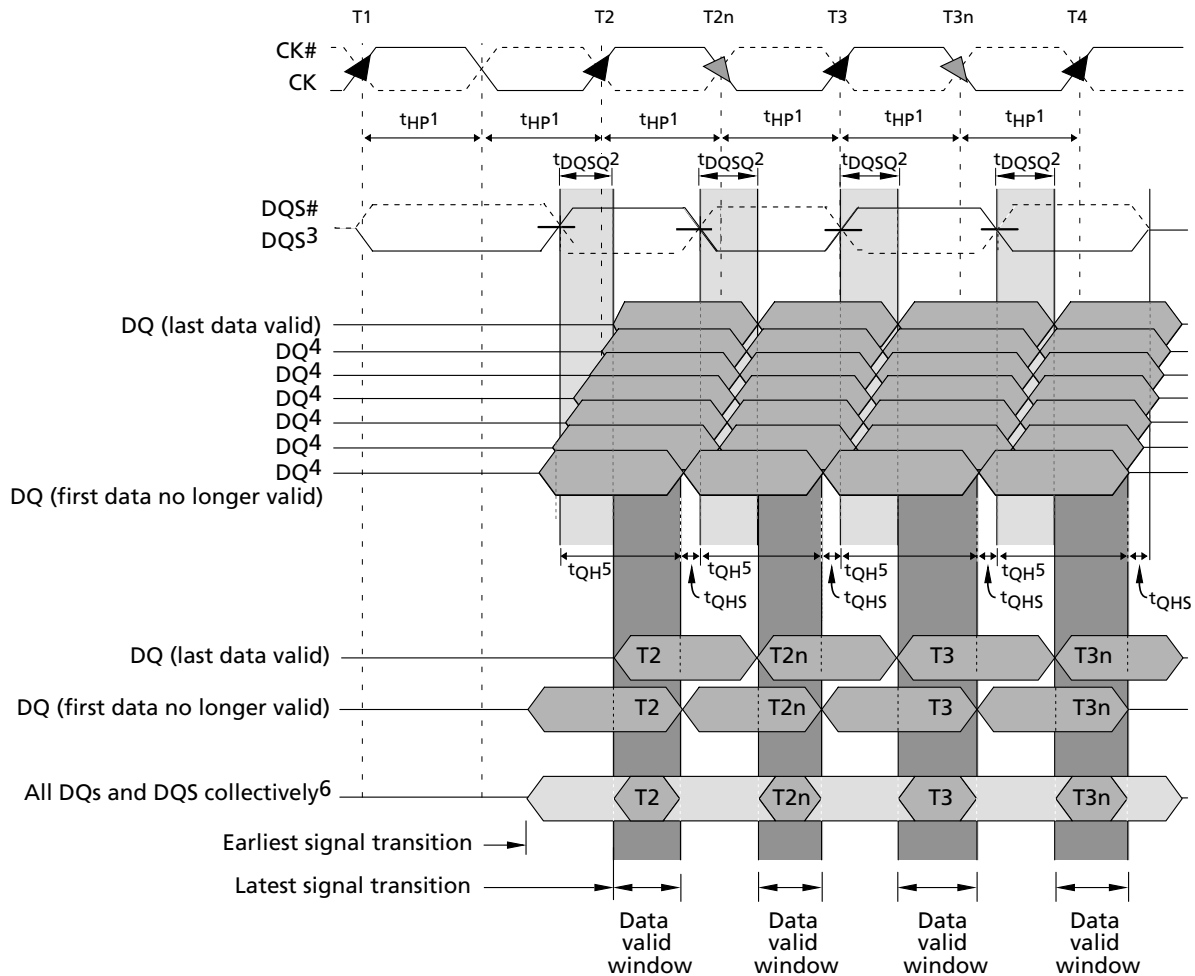 T1 T2 T2n T3 T3n T4
CK#
CK
tHP1 tHP1 tHP1 tHP1 tHP1 tHP1
tDQSQ2 tDQSQ2 tDQSQ2 tDQSQ2
DQS#
DQS3
DQ (last data valid)
DQ4
DQ4
DQ4
DQ4
DQ4
DQ4
DQ (first data no longer valid)
tQH5 tQH5 tQH5 tQH5
tQHS tQHS tQHS tQHS
DQ (last data valid) T2 T2n T3 T3n
DQ (first data no longer valid) T2 T2n T3 T3n
All DQs and DQS collectively6 T2 T2n T3 T3n
Earliest signal transition
Latest signal transition
Data Data Data Data
valid valid valid valid
window window window window